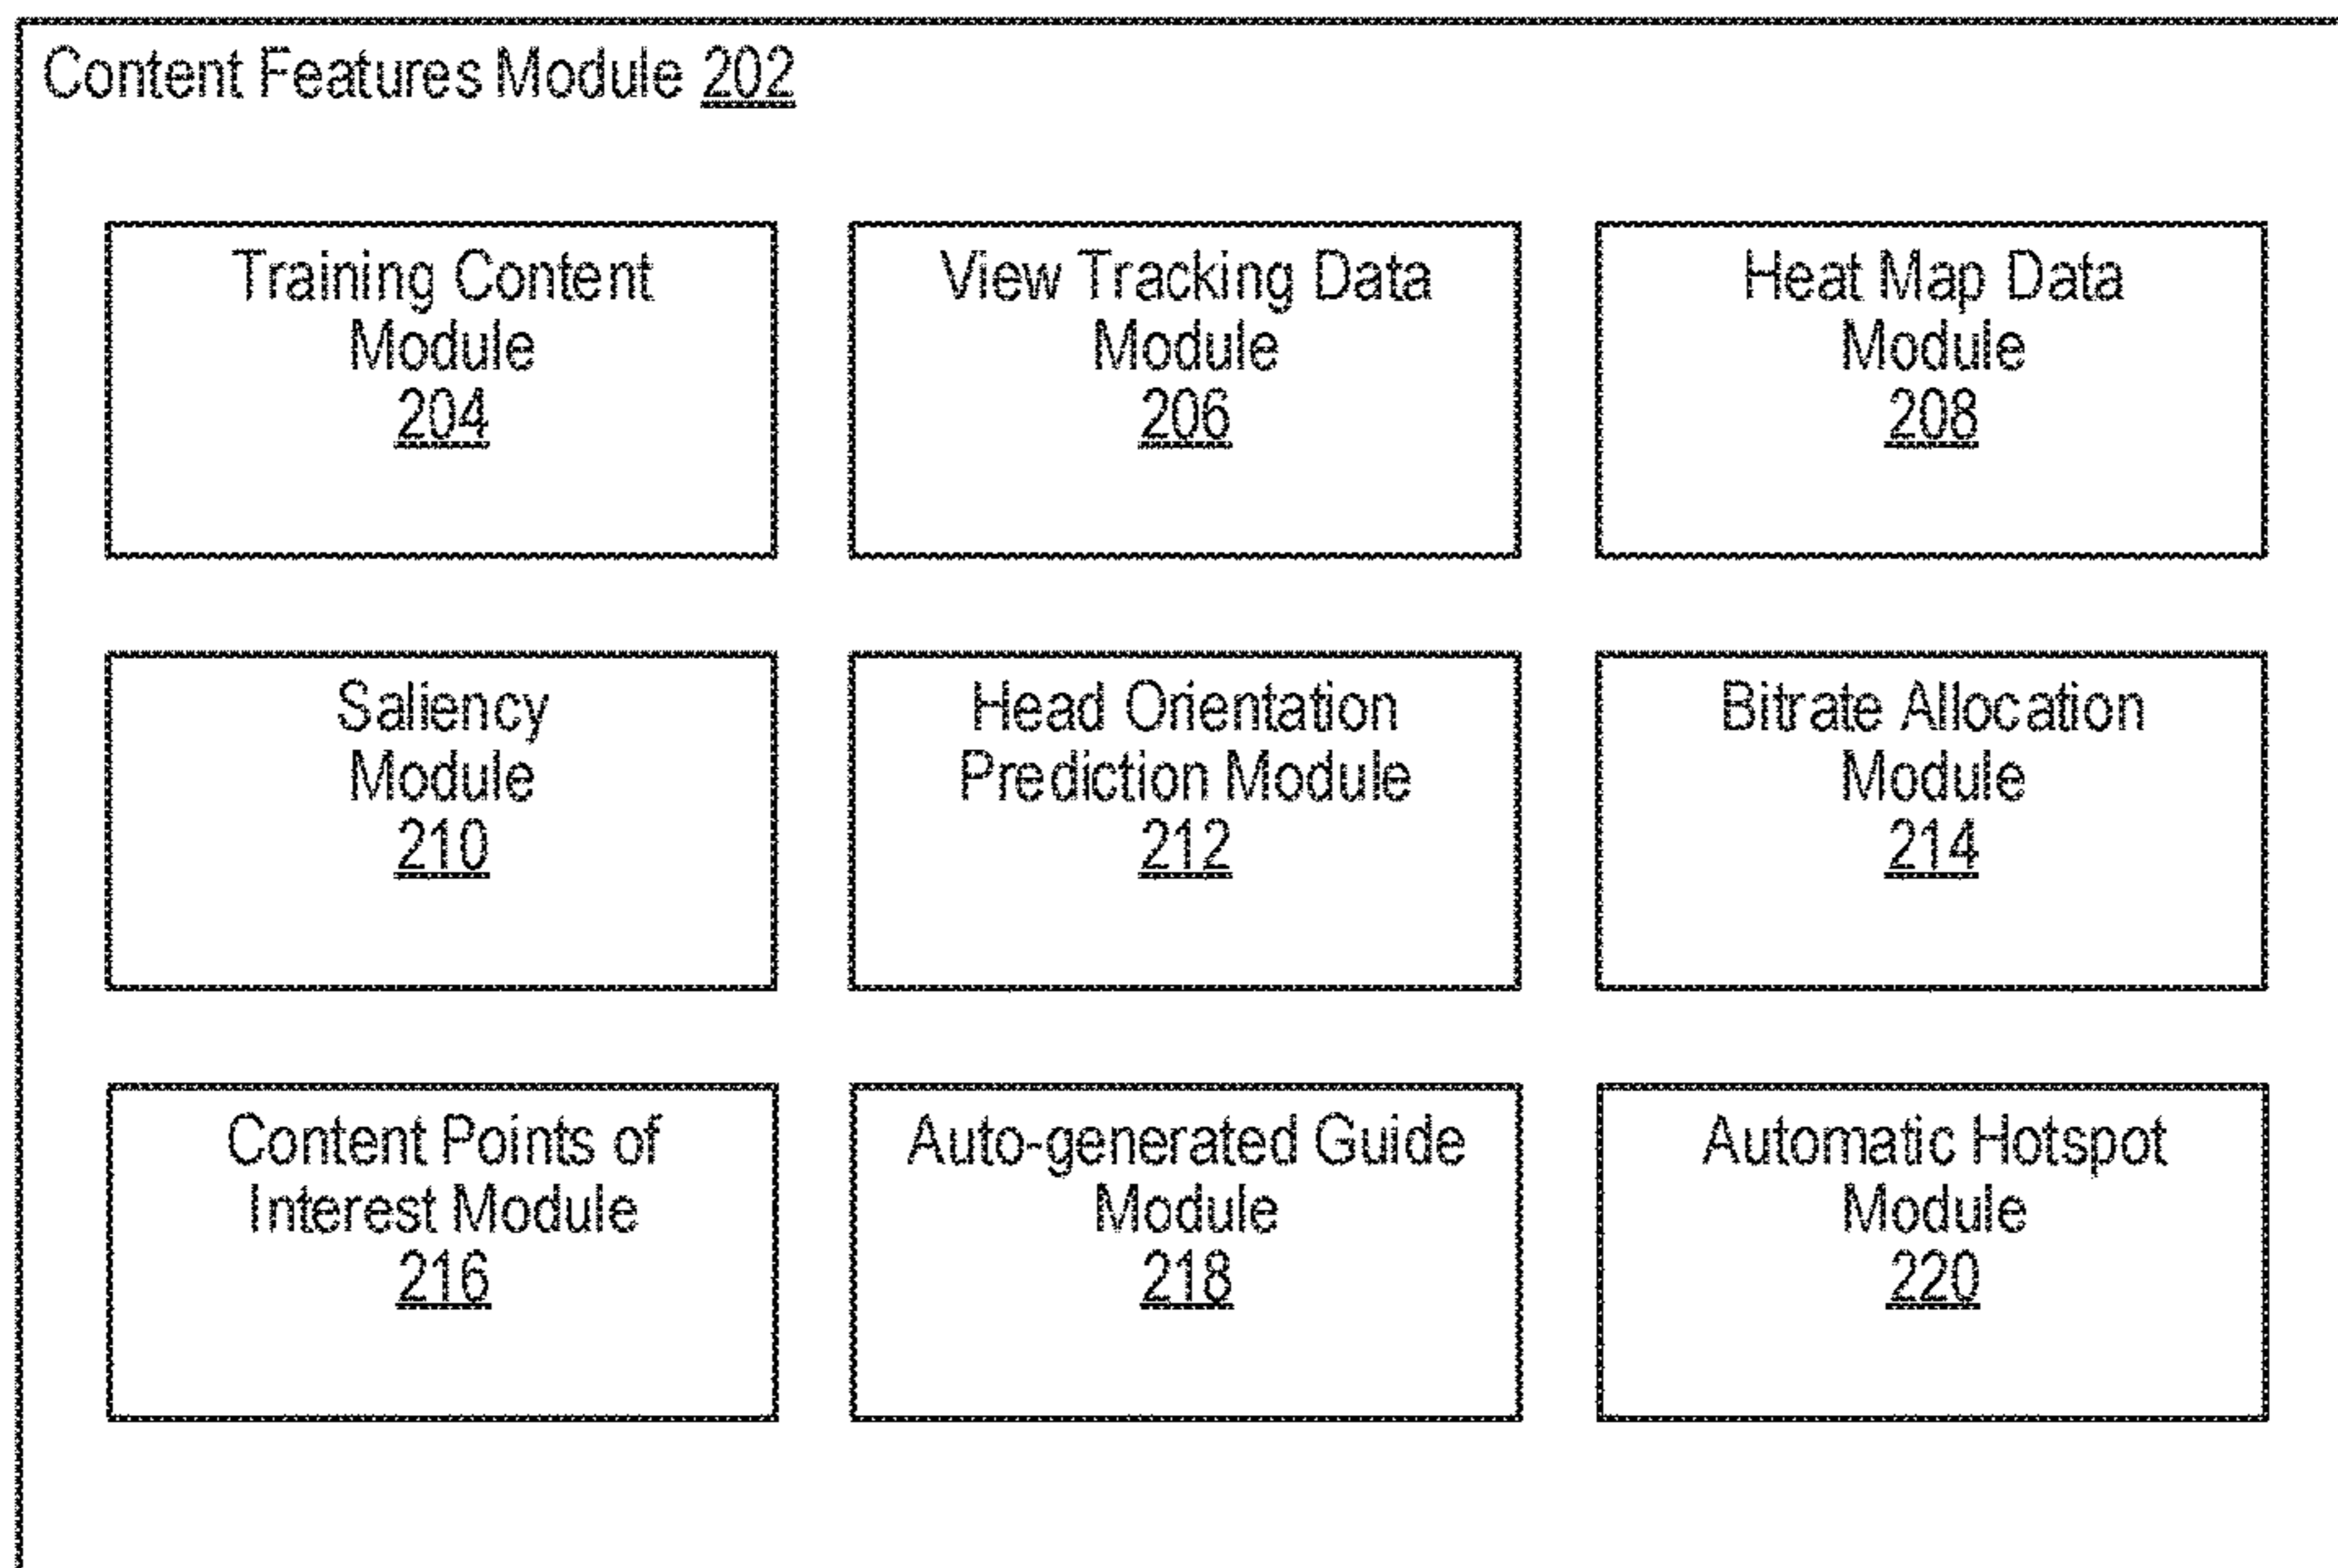 Content Features Module 202
Training Content
Module
204
View Tracking Data
Module
206
Heat Map Data
Module
208
Saliency
Module
210
Head Orientation
Prediction Module
212
Bitrate Allocation
Module
214
Content Points of
Interest Module
216
Auto-generated Guide
Module
218
Automatic Hotspot
Module
220